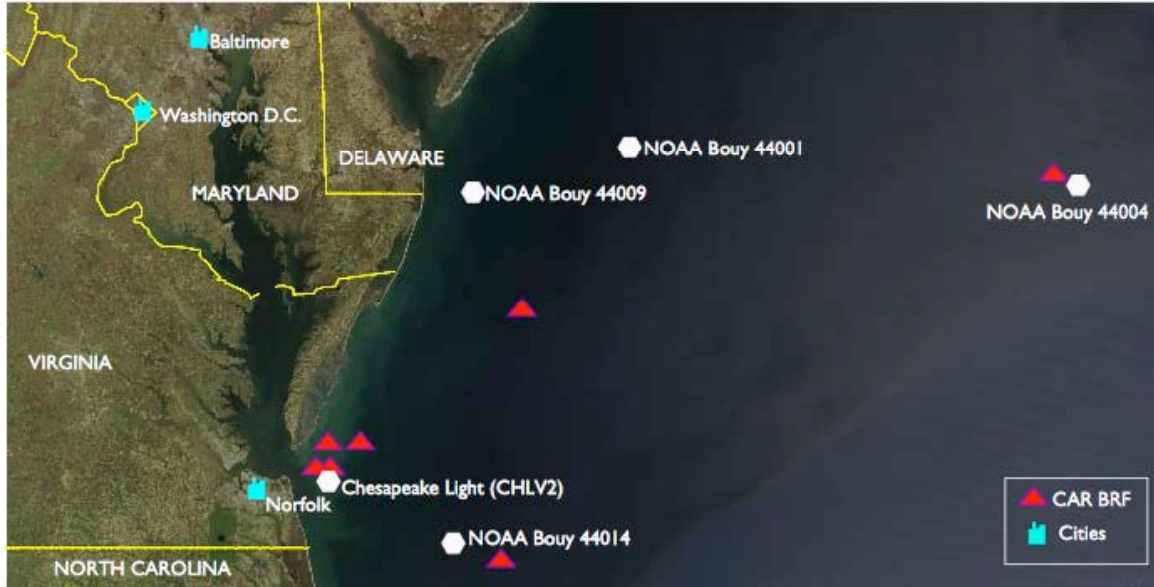 Baltimore
Washington D.C.
DELAWARE
NOAA Bouy 44001
MARYLAND
NOAA Bouy 44009
NOAA Bouy 44004
VIRGINIA
Chesapeake Light (CHLV2)
Norfolk
CAR BRF
Cities
NOAA Bouy 44014
NORTH CAROLINA